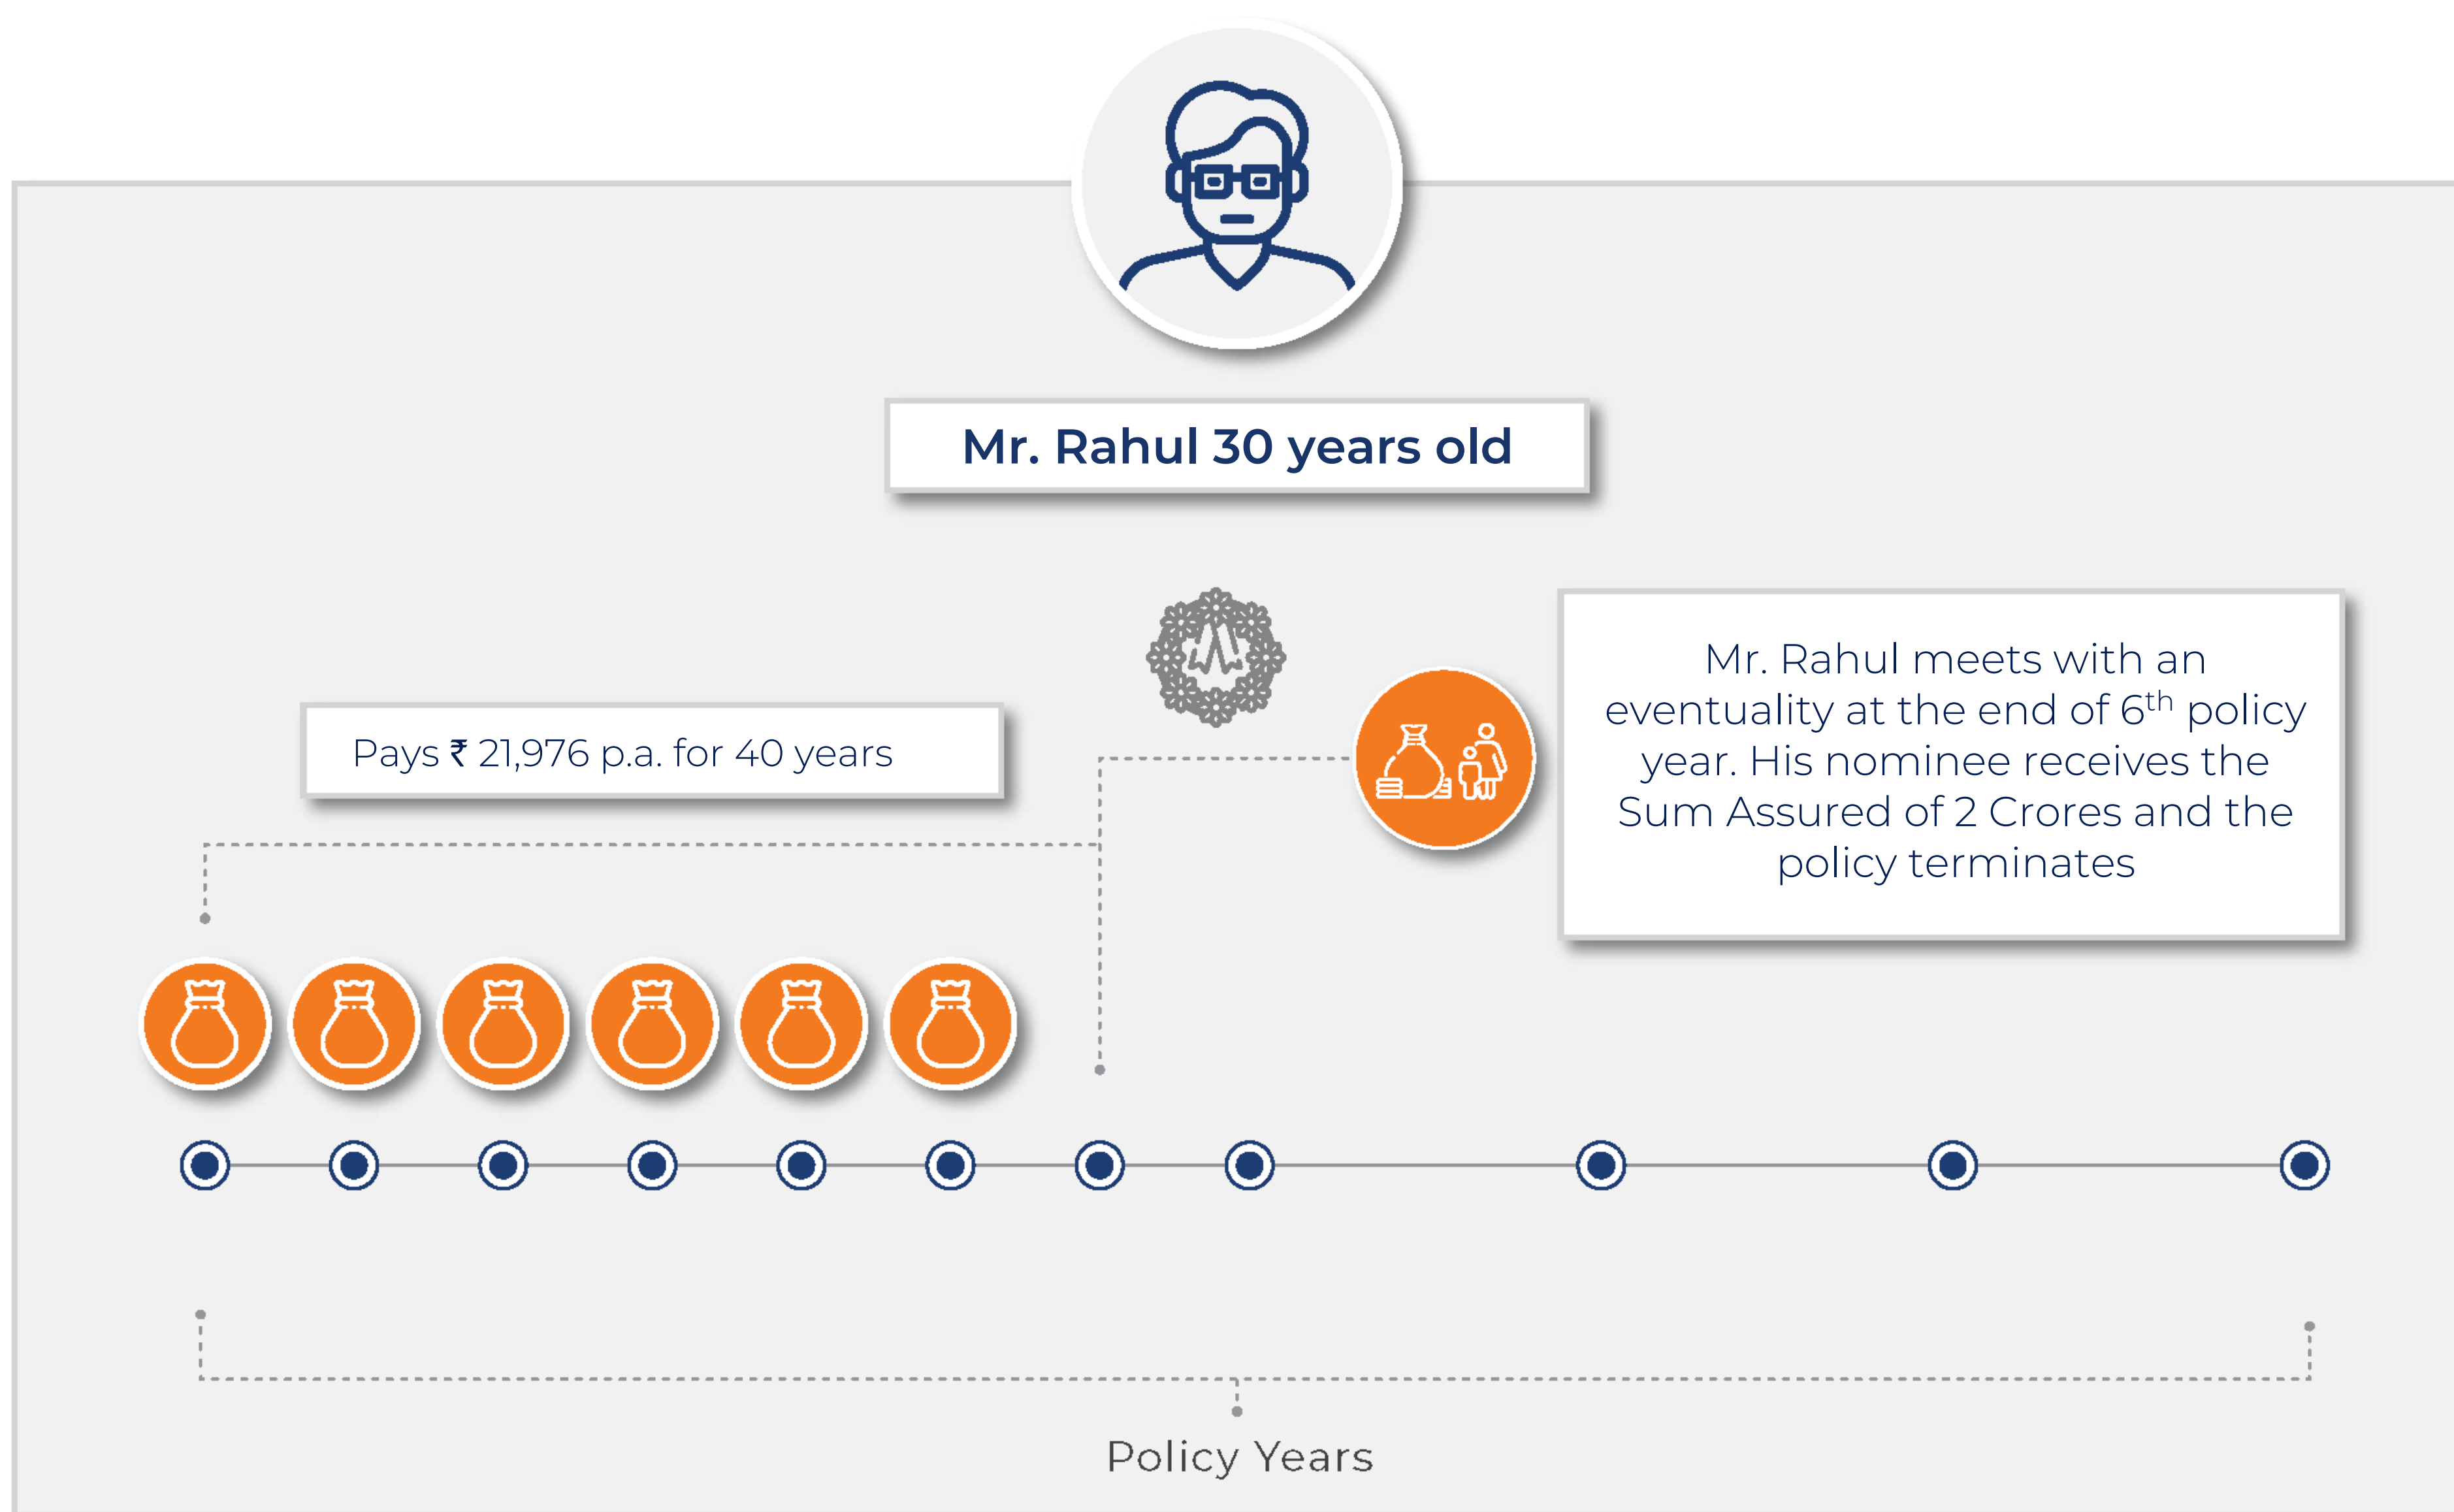 Mr. Rahul 30 years old
Pays ₹ 21,976 p.a. for 40 years
Mr. Rahul meets with an
eventuality at the end of 6th policy
year. His nominee receives the
Sum Assured of 2 Crores and the
policy terminates
Policy Years